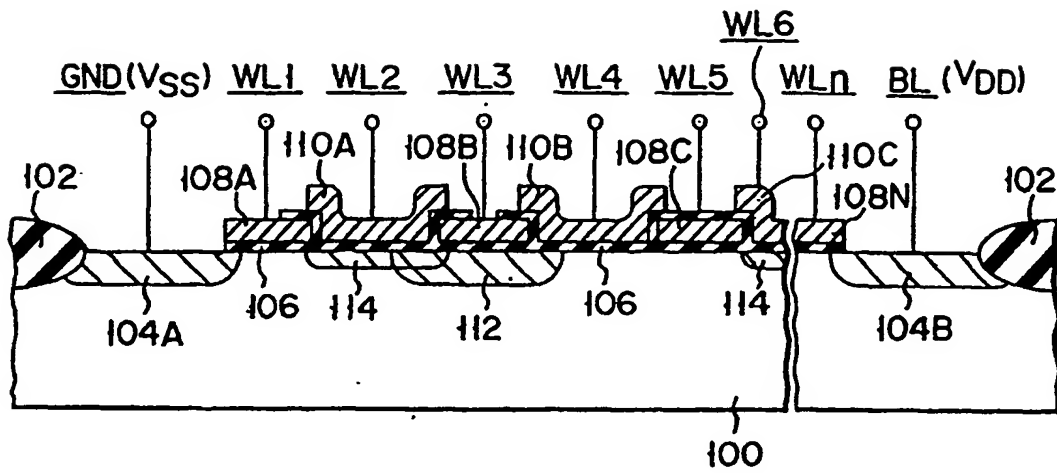 WL6
GND(VSS) WL1 WL2 WL3 WL4 WL5 WLn BL(VDD)
110A 108B 110B 108C 110C
102 108A 108N 102
106 114 112 106 114
104A 104B
100